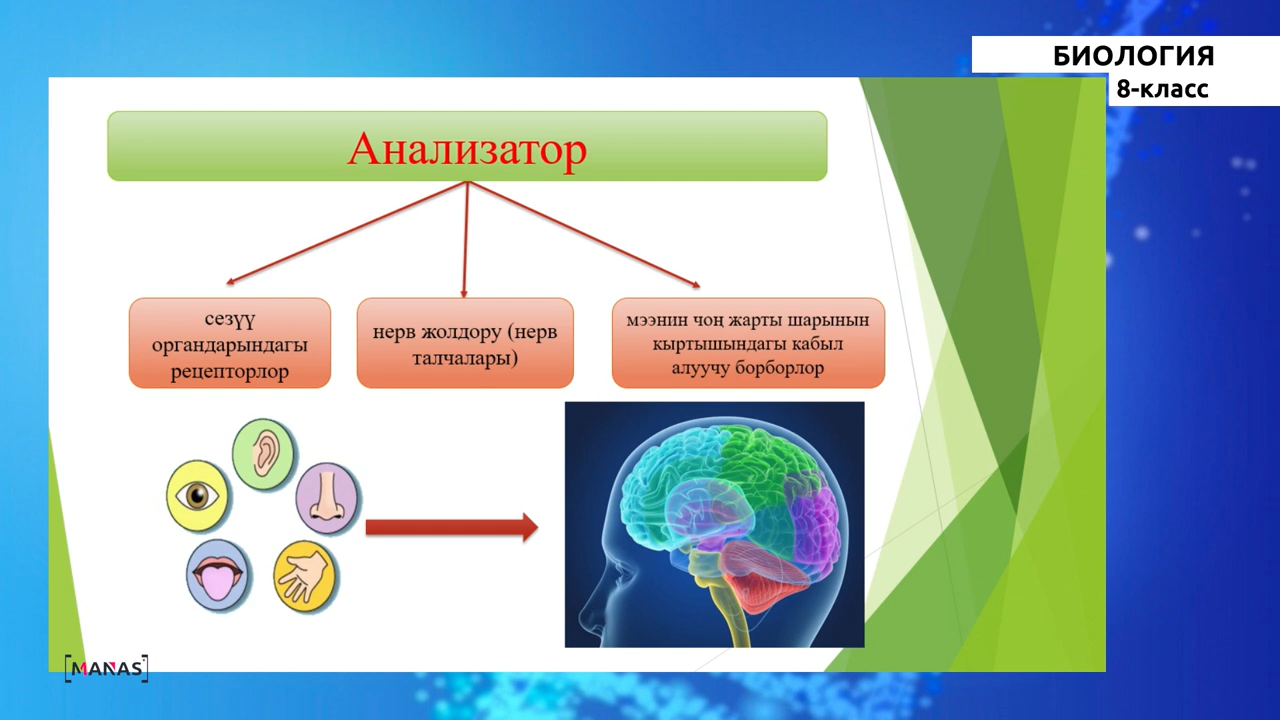 БИОЛОГИЯ
8-класс
Анализатор
сезүү
органдарындагы
рецепторлор
нерв жолдору (нерв
талчалары)
мээнин чоң жарты шарынын
кыртышындагы кабыл
алуучу борборлор
MANAS